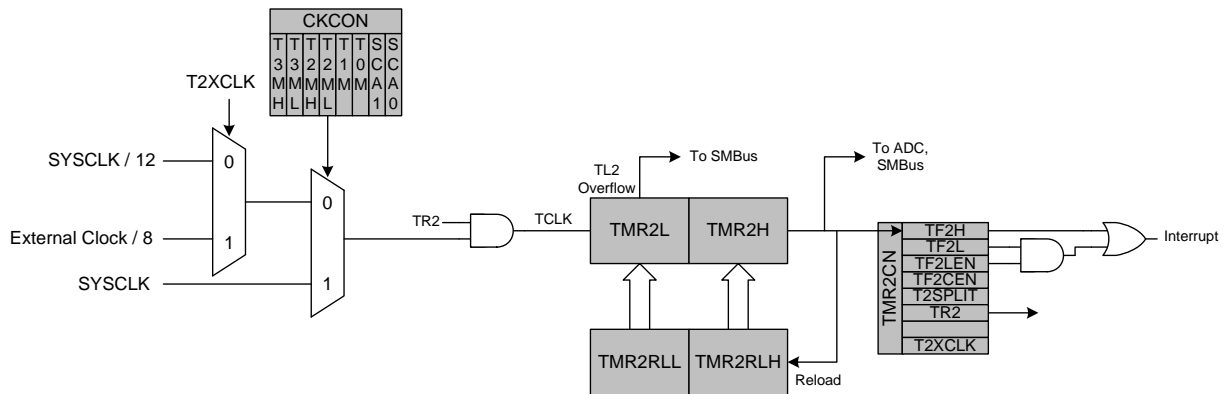 CKCON
T3MH T3ML T2MH T2ML T1M T0M SCA1 SCA0
T2XCLK
SYSCLK / 12
0
External Clock / 8
1
SYSCLK
0
1
TR2
TCLK
TL2
Overflow
To SMBus
To ADC,
SMBus
TMR2L
TMR2H
TMR2RLL
TMR2RLH
Reload
TMR2CN
TF2H
TF2L
TF2LEN
TF2CEN
T2SPLIT
TR2
T2XCLK
Interrupt